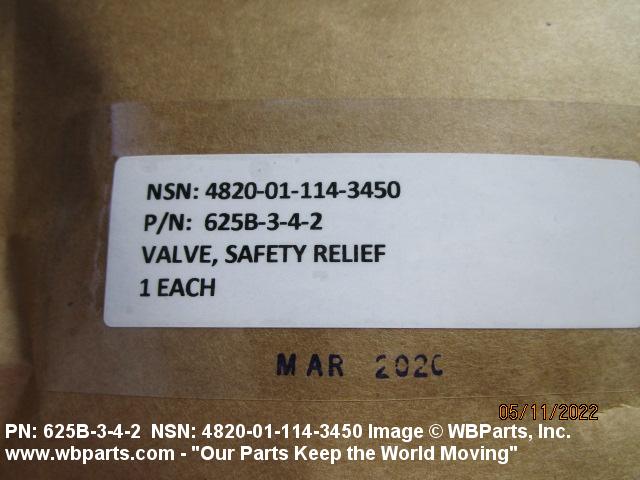 NSN: 4820-01-114-3450
P/N: 625B-3-4-2
VALVE, SAFETY RELIEF
1 EACH
MAR 2020
05/11/2022
PN: 625B-3-4-2 NSN: 4820-01-114-3450 Image © WBParts, Inc.
www.wbparts.com - "Our Parts Keep the World Moving"